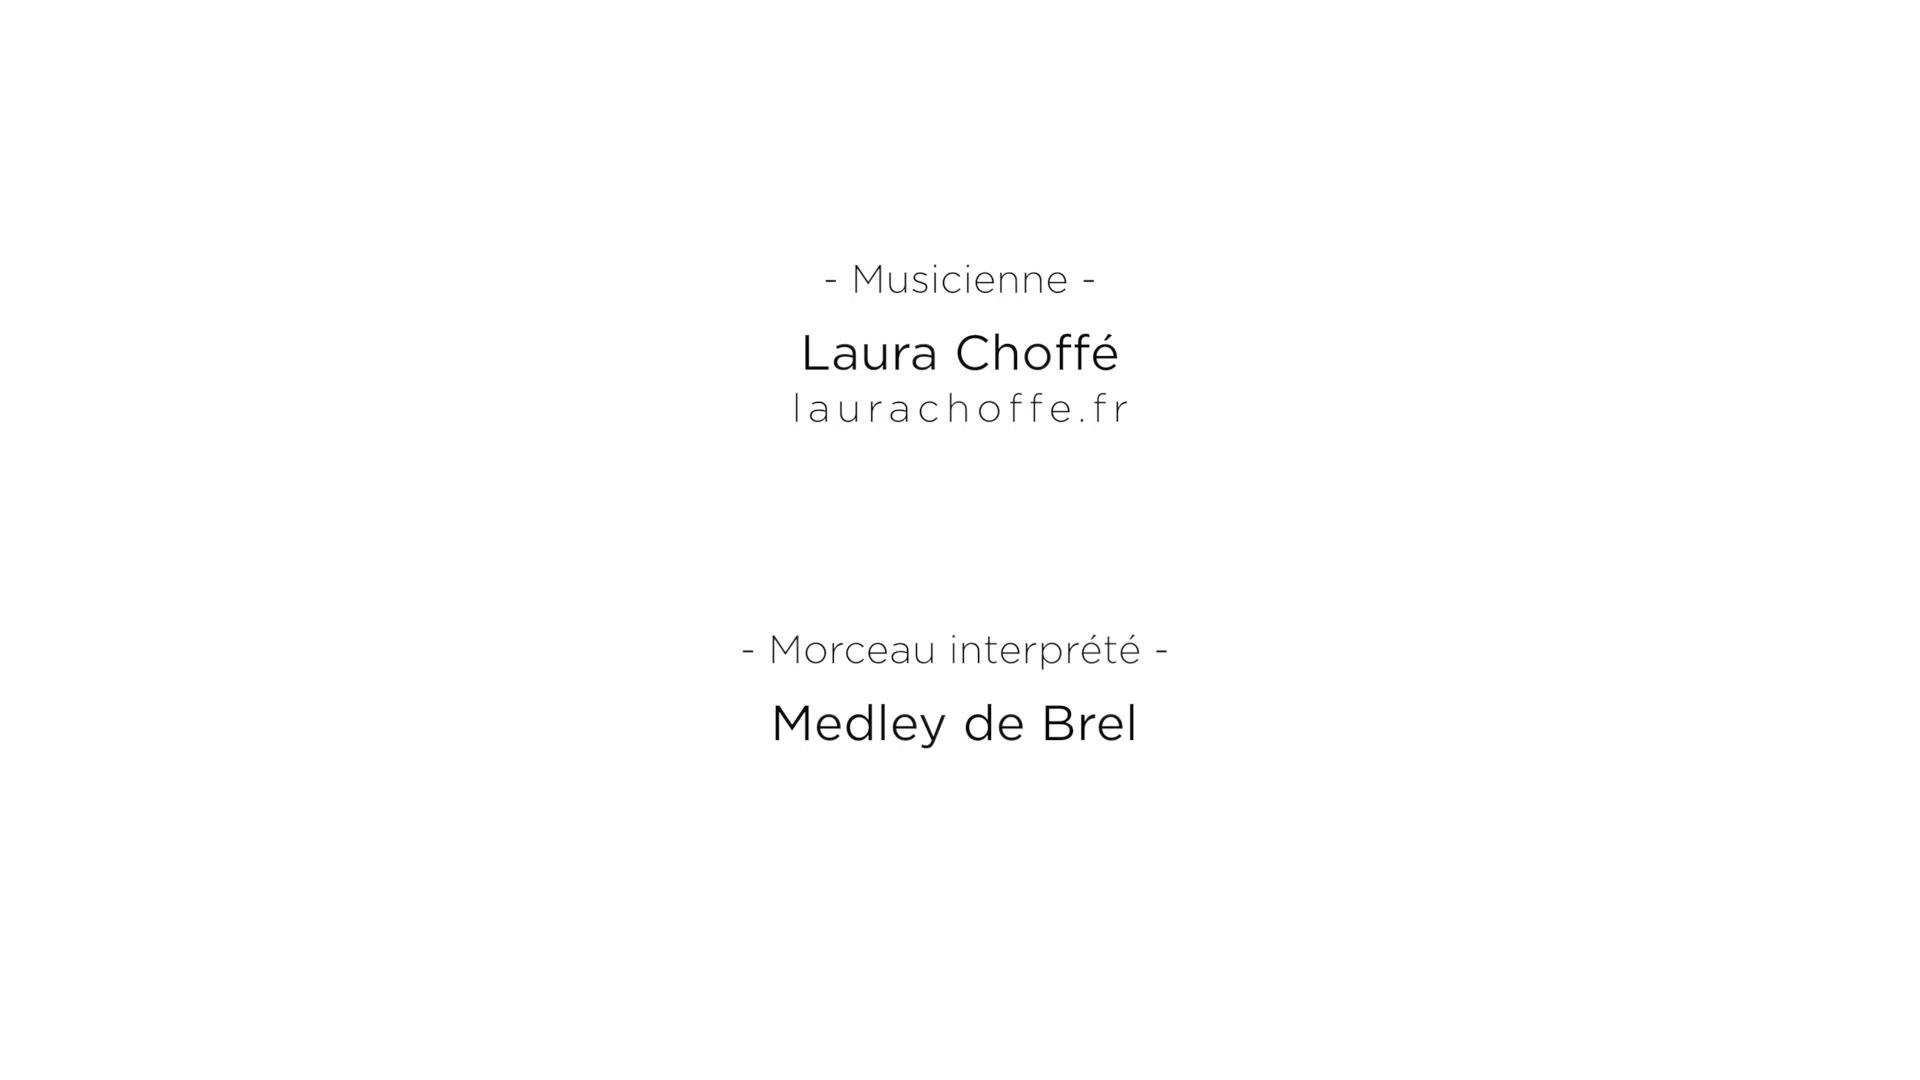 - Musicienne -
Laura Choffé
laurachoffe.fr
- Morceau interprété -
Medley de Brel